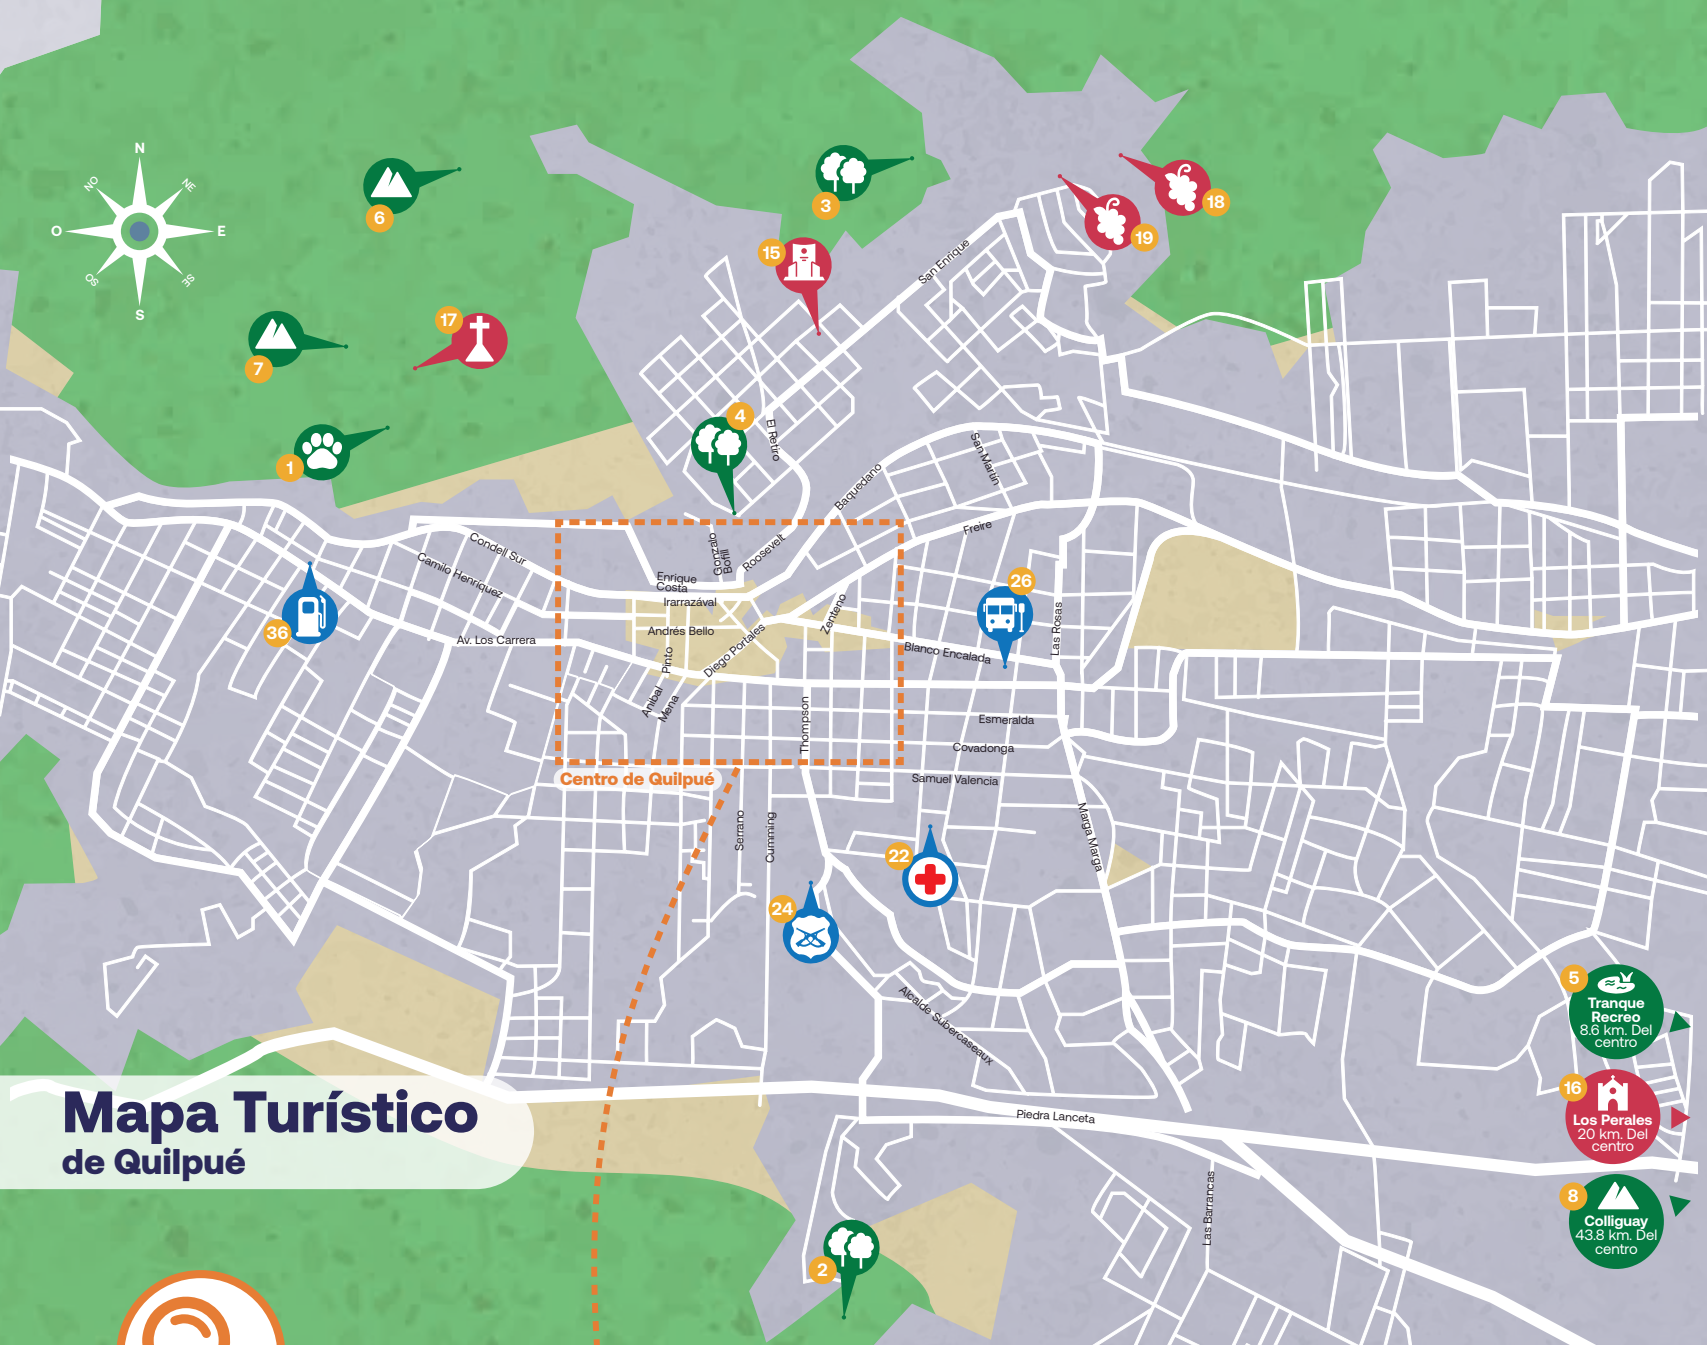 N
NO
NE
O
E
SO
SE
S
6
3
18
19
15
San Enrique
7
17
4
1
El Retiro
San Martín
Baquedano
Freire
Condell Sur
Camilo Henríquez
Gonzalo
Bofill
Roosevelt
Enrique
Costa
Irarrazával
Andrés Bello
Pinto
Diego Portales
Zenteno
26
Las Rosas
36
Av. Los Carrera
Blanco Encalada
Aníbal
Mena
Thompson
Esmeralda
Covadonga
Samuel Valencia
Centro de Quilpué
Serrano
Cumming
Marga Marga
22
24
Alcalde Subercaseaux
5
Tranque
Recreo
8.6 km. Del
centro
16
Los Perales
20 km. Del
centro
Mapa Turístico
de Quilpué
Piedra Lanceta
Las Barrancas
8
Colliguay
43.8 km. Del
centro
2